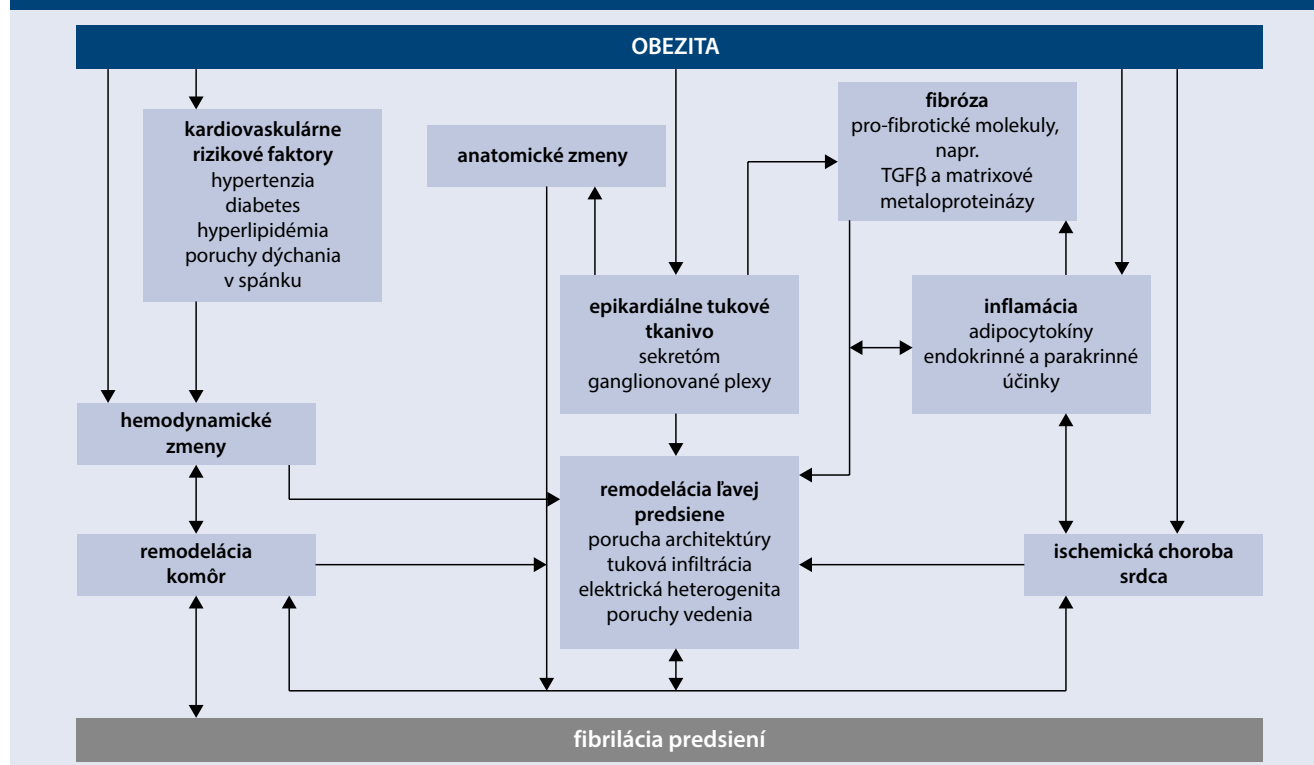 OBEZITA
kardiovaskulárne
rizikové faktory
hypertenzia
diabetes
hyperlipidémia
poruchy dýchania
v spánku
anatomické zmeny
fibróza
pro-fibrotické molekuly,
napr.
TGFβ a matrixové
metaloproteinázy
epikardiálne tukové
tkanivo
sekretóm
ganglionované plexy
inflamácia
adipocytokíny
endokrinné a parakrinné
účinky
hemodynamické
zmeny
remodelácia ľavej
predsiene
porucha architektúry
tuková infiltrácia
elektrická heterogenita
poruchy vedenia
remodelácia
komôr
ischemická choroba
srdca
fibrilácia predsiení